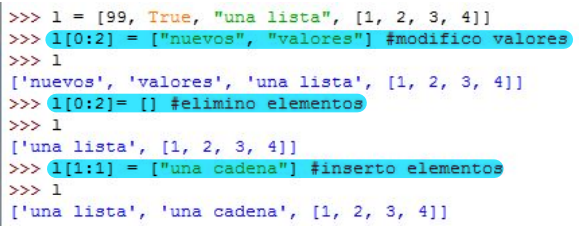 >>> l = [99, True, "una lista", [1, 2, 3, 4]]
>>> l[0:2] = ["nuevos", "valores"] #modifico valores
>>> l
['nuevos', 'valores', 'una lista', [1, 2, 3, 4]]
>>> l[0:2]= [] #elimino elementos
>>> l
['una lista', [1, 2, 3, 4]]
>>> l[1:1] = ["una cadena"] #inserto elementos
>>> l
['una lista', 'una cadena', [1, 2, 3, 4]]